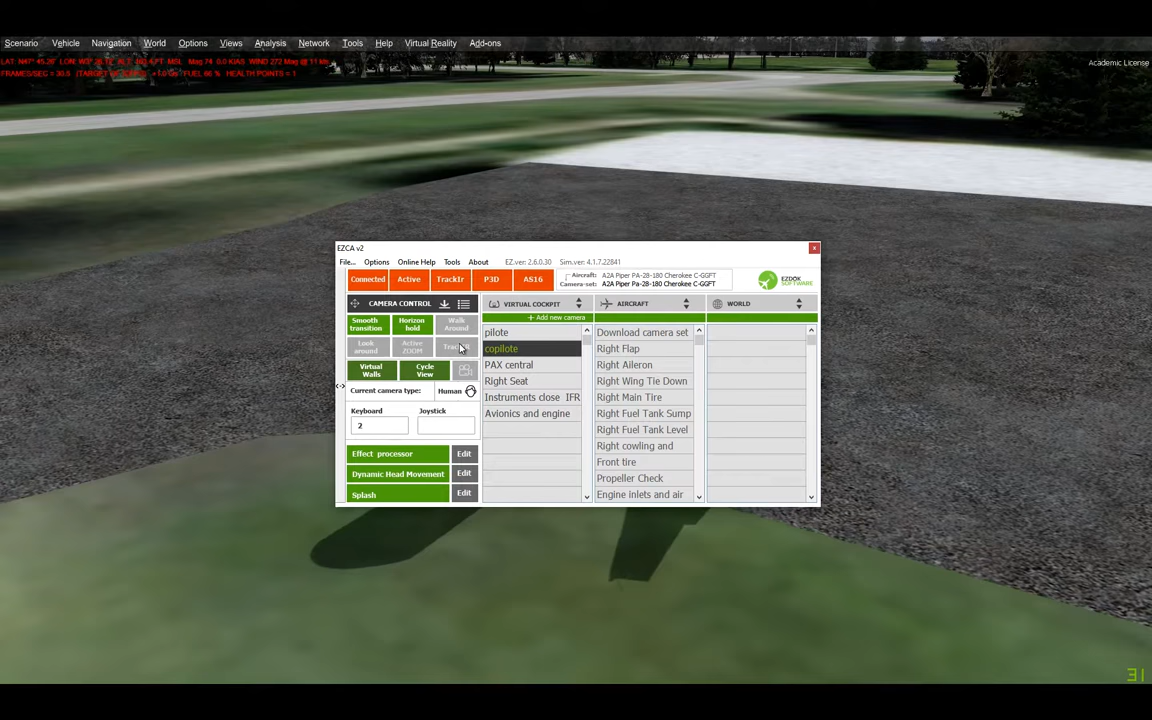 Scenario Vehicle Navigation World Options Views Analysis Network Tools Help Virtual Reality Add-ons
Academic License
EZCA v2
x
File... Options Online Help Tools About EZ.ver: 2.6.0.30 Sim.ver: 4.1.7.22841
Connected Active TrackIr P3D AS16
Aircraft: A2A Piper PA-28-180 Cherokee C-GGFT
Camera-set: A2A Piper PA-28-180 Cherokee C-GGFT
EZDOK
SOFTWARE
CAMERA CONTROL VIRTUAL COCKPIT AIRCRAFT WORLD
+ Add new camera
Smooth transition Horizon hold Walk Around
Look around Active ZOOM
Virtual Walls Cycle View
Current camera type: Human
Keyboard Joystick
2
Effect processor Edit
Dynamic Head Movement Edit
Splash Edit
pilote
copilote
PAX central
Right Seat
Instruments close IFR
Avionics and engine
Download camera set
Right Flap
Right Aileron
Right Wing Tie Down
Right Main Tire
Right Fuel Tank Sump
Right Fuel Tank Level
Right cowling and
Front tire
Propeller Check
Engine inlets and air
31